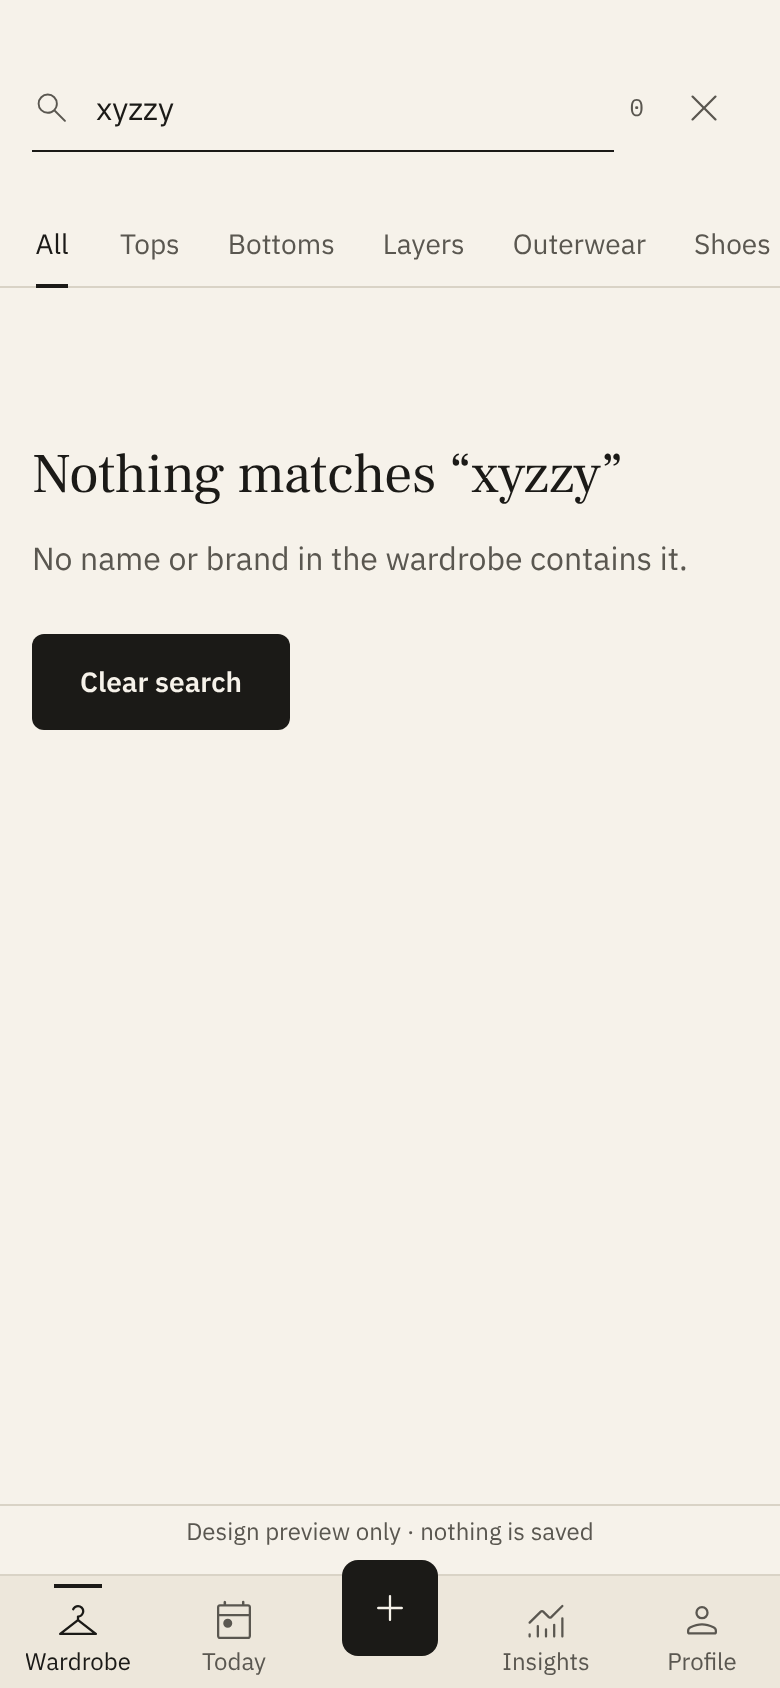 xyzzy 0
All Tops Bottoms Layers Outerwear Shoes
Nothing matches “xyzzy”
No name or brand in the wardrobe contains it.
Clear search
Design preview only · nothing is saved
Wardrobe Today Insights Profile